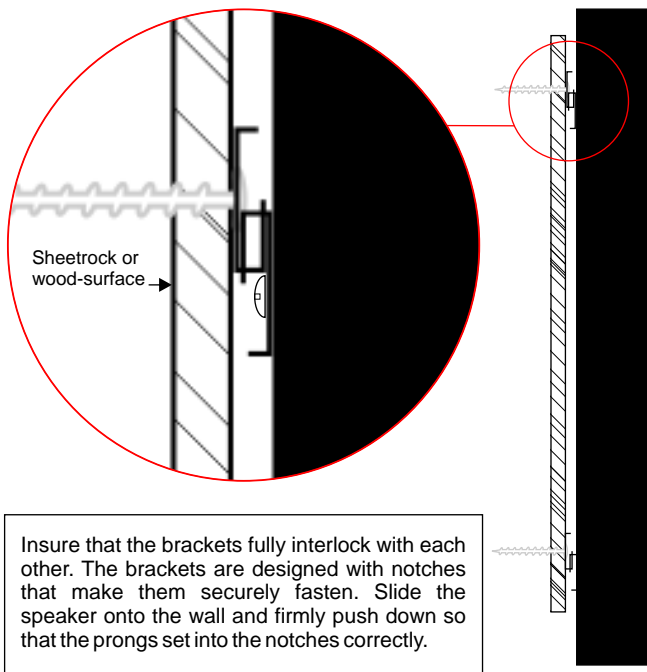 Sheetrock or
wood-surface
Insure that the brackets fully interlock with each
other. The brackets are designed with notches
that make them securely fasten. Slide the
speaker onto the wall and firmly push down so
that the prongs set into the notches correctly.